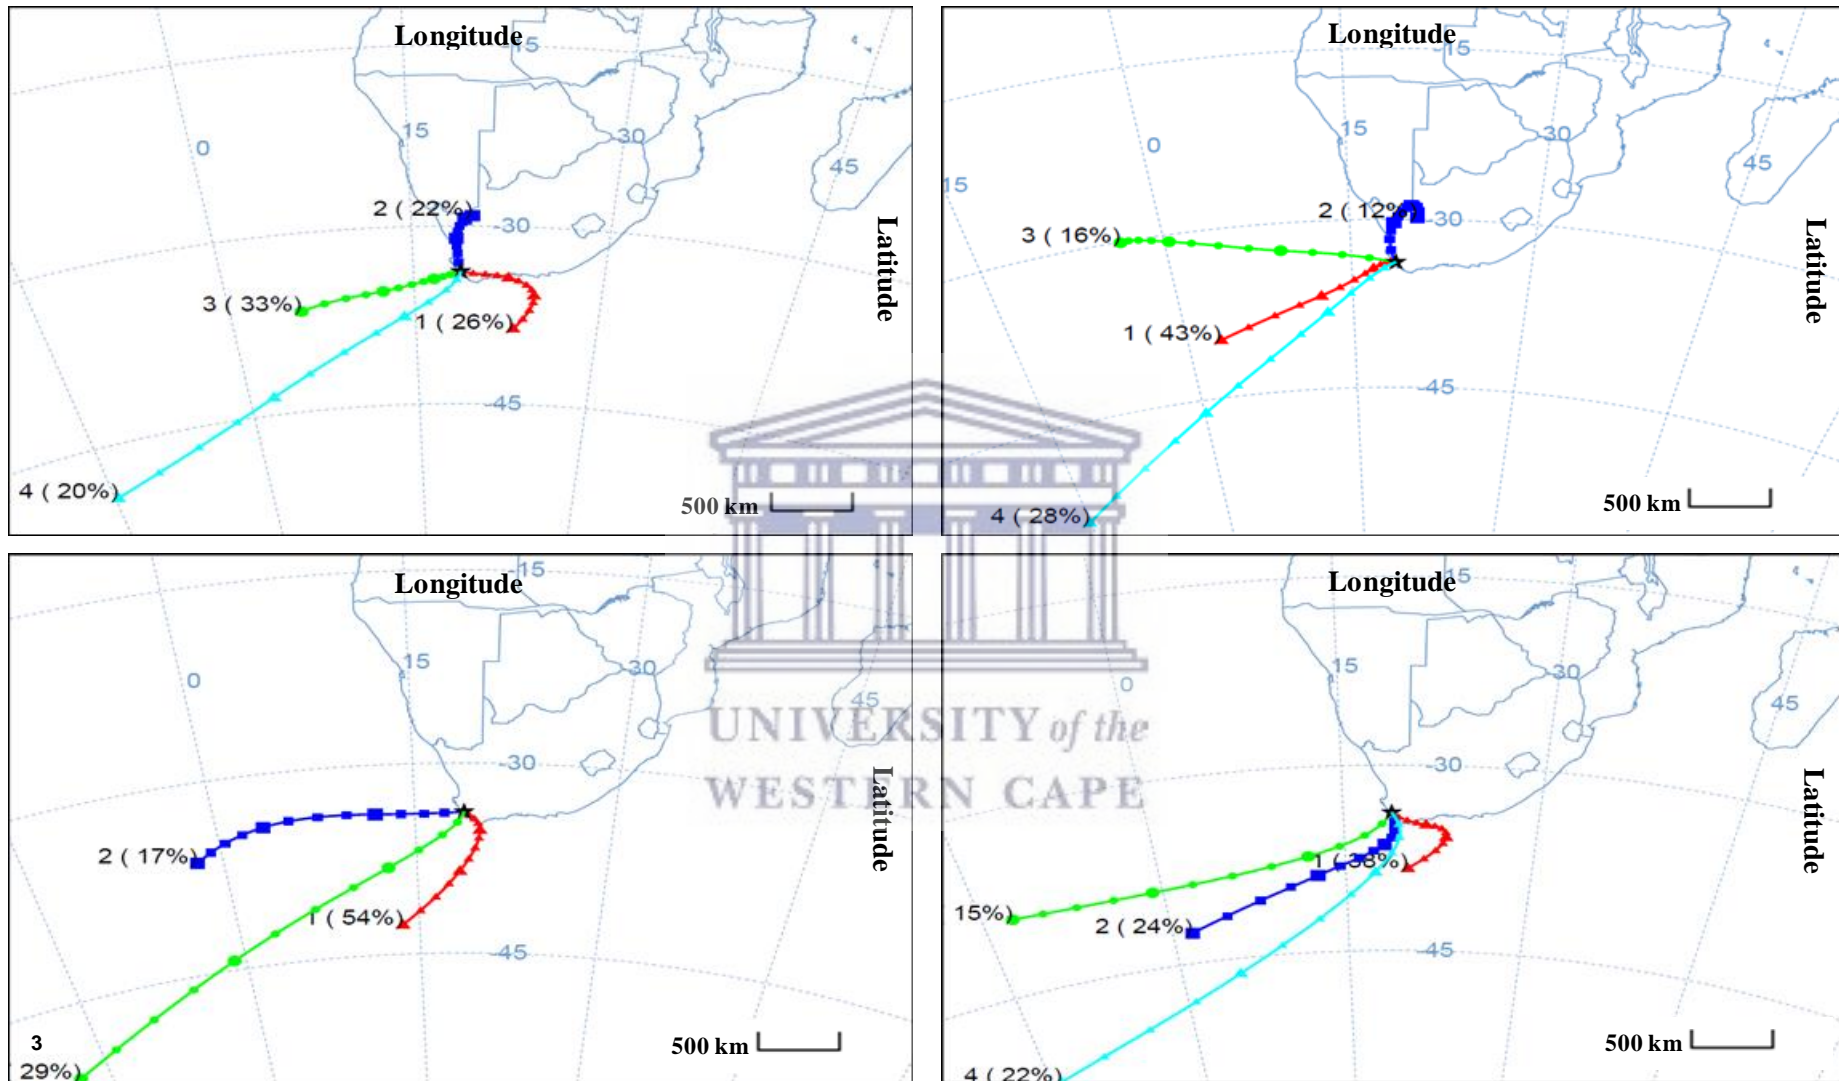 Longitude
-15
15
30
0
45
2 ( 22%)
-30
Latitude
3 ( 33%)
1 ( 26%)
-45
4 ( 20%)
500 km
Longitude
-15
15
30
0
45
15
2 ( 12%)
-30
3 ( 16%)
Latitude
1 ( 43%)
-45
4 ( 28%)
500 km
Longitude
-15
15
30
0
45
-30
Latitude
2 ( 17%)
1 ( 54%)
-45
3
29%)
500 km
Longitude
15
15
30
0
45
-30
Latitude
1 ( 38%)
15%)
2 ( 24%)
-45
4 ( 22%)
500 km
UNIVERSITY of the
WESTERN CAPE